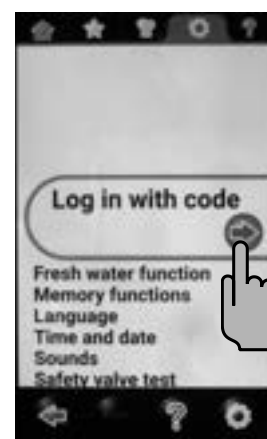 Log in with code
Fresh water function
Memory functions
Language
Time and date
Sounds
Safety valve test